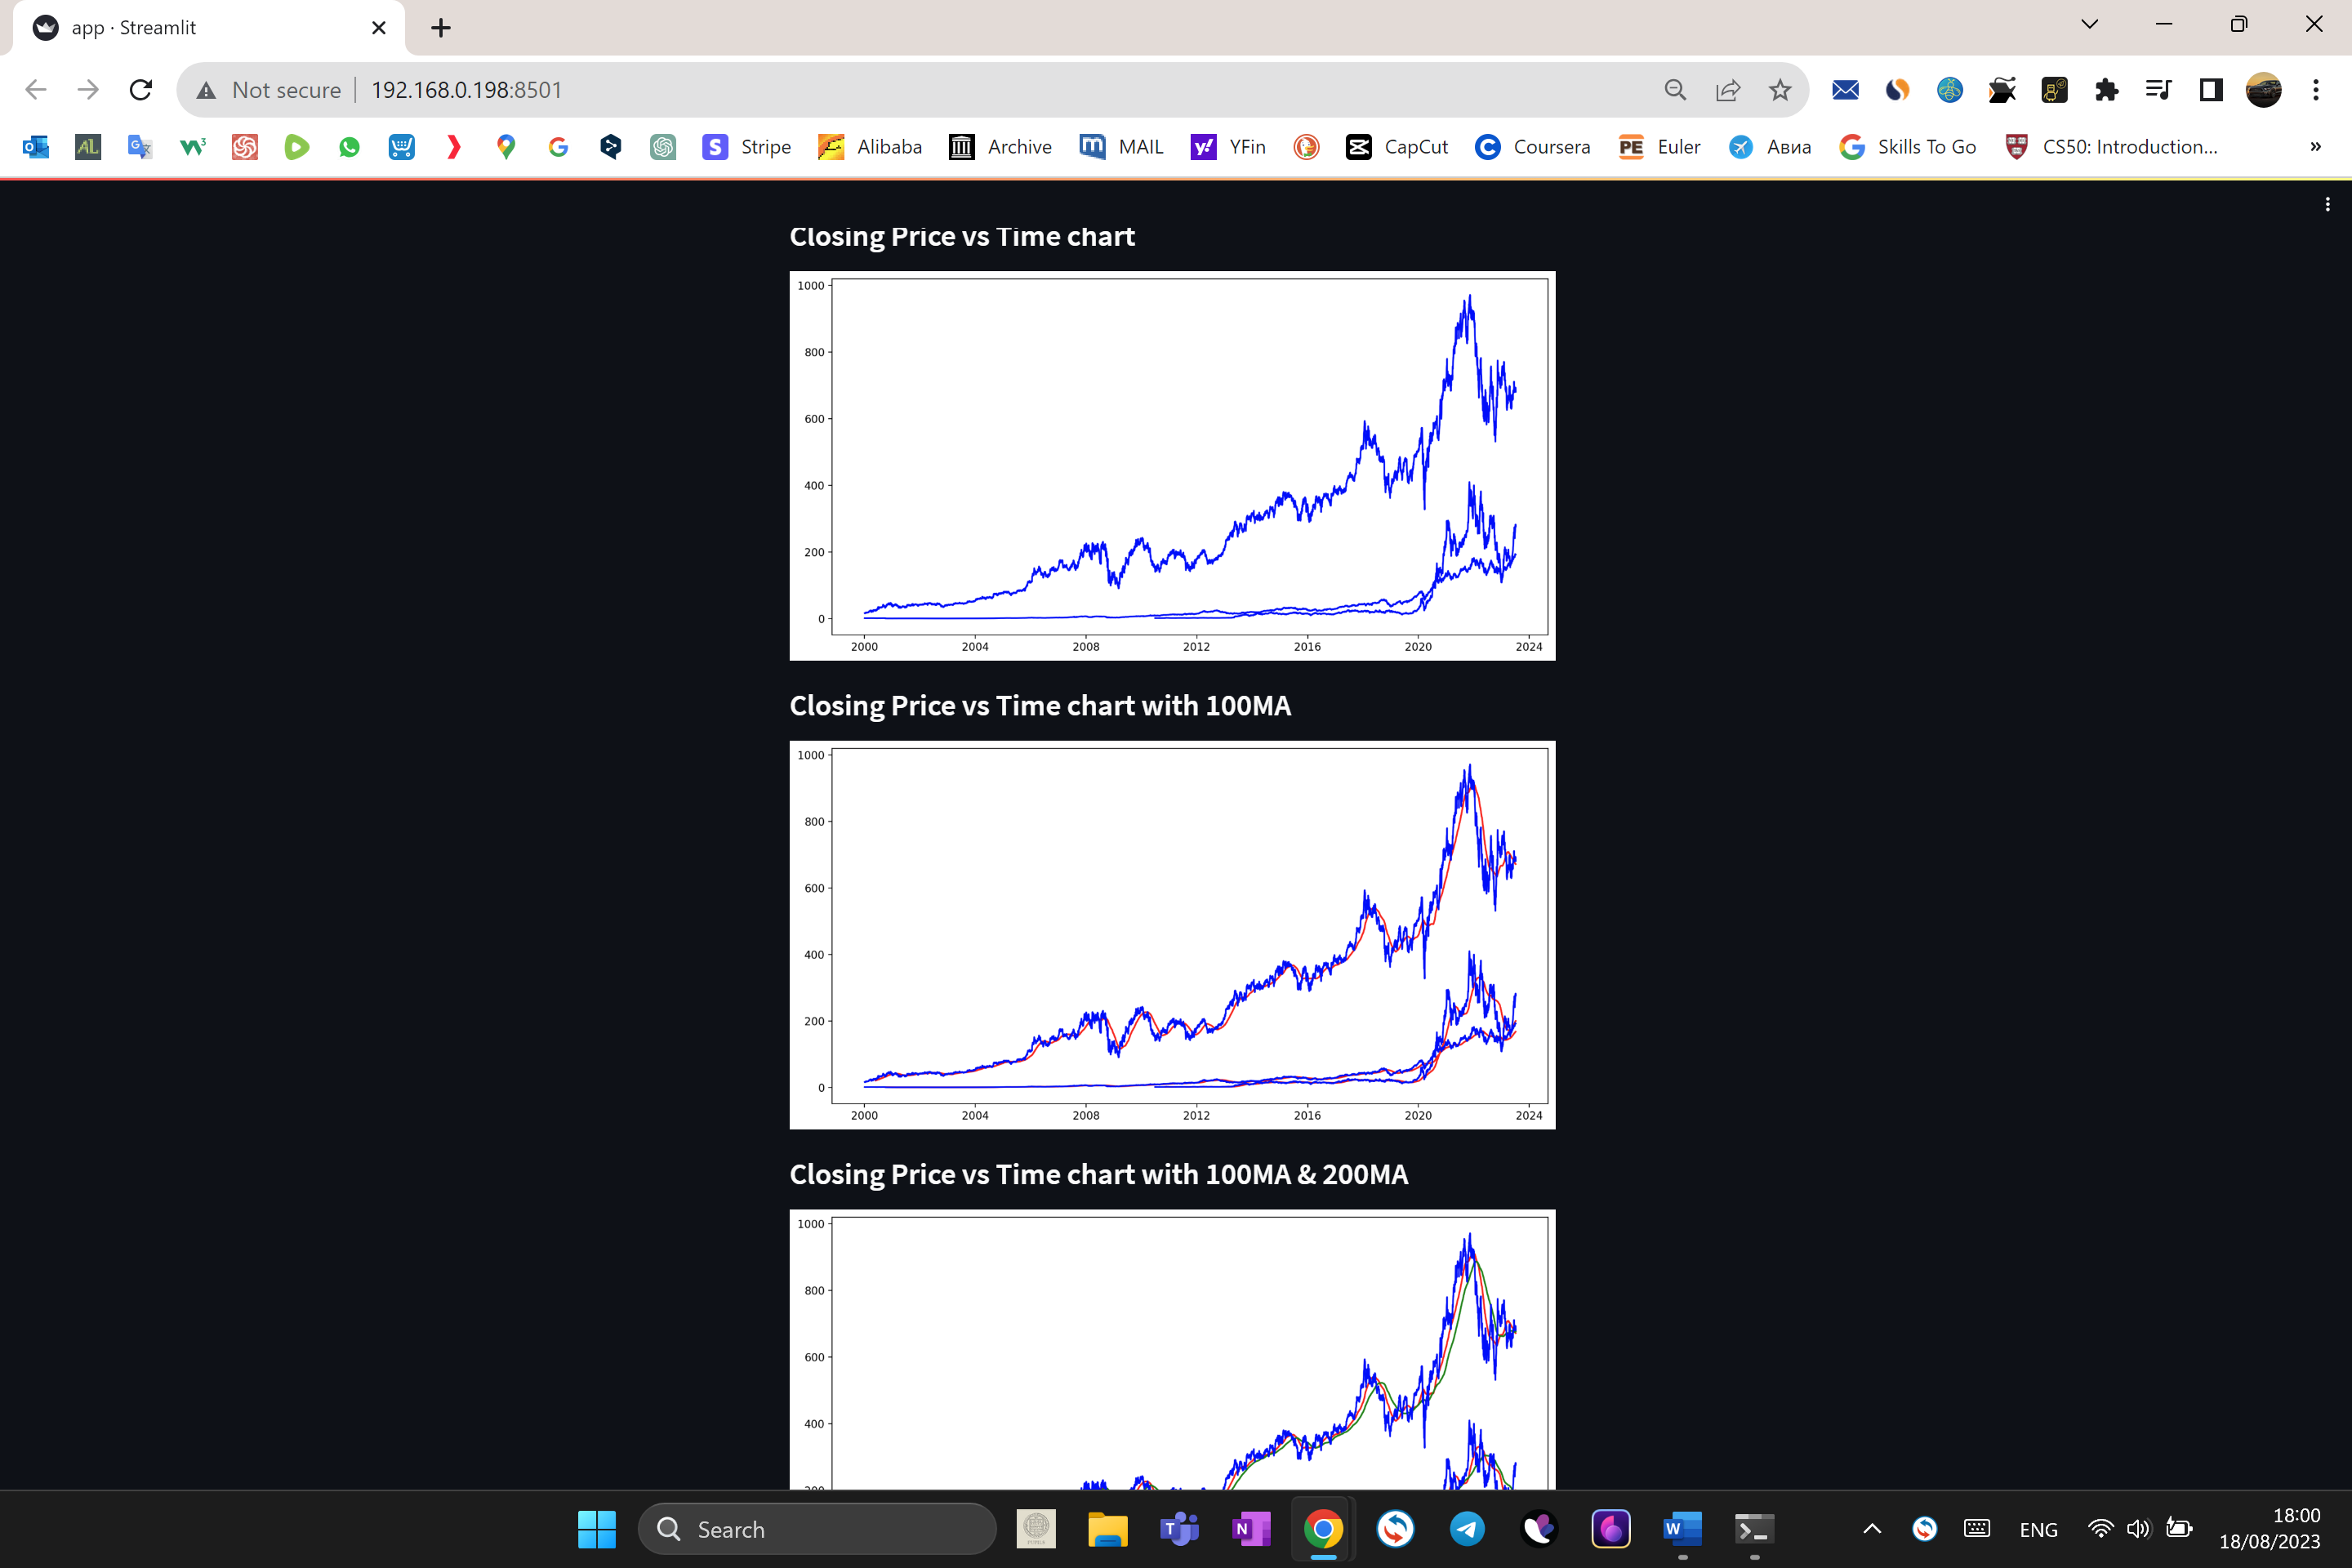 app · Streamlit
Not secure
192.168.0.198:8501
Stripe
Alibaba
Archive
MAIL
YFin
CapCut
Coursera
PE Euler
Авиа
Skills To Go
CS50: Introduction...
Closing Price vs Time chart
1000
800
600
400
200
0
2000 2004 2008 2012 2016 2020 2024
Closing Price vs Time chart with 100MA
1000
800
600
400
200
0
2000 2004 2008 2012 2016 2020 2024
Closing Price vs Time chart with 100MA & 200MA
1000
800
600
400
200
Search
ENG
18:00
18/08/2023